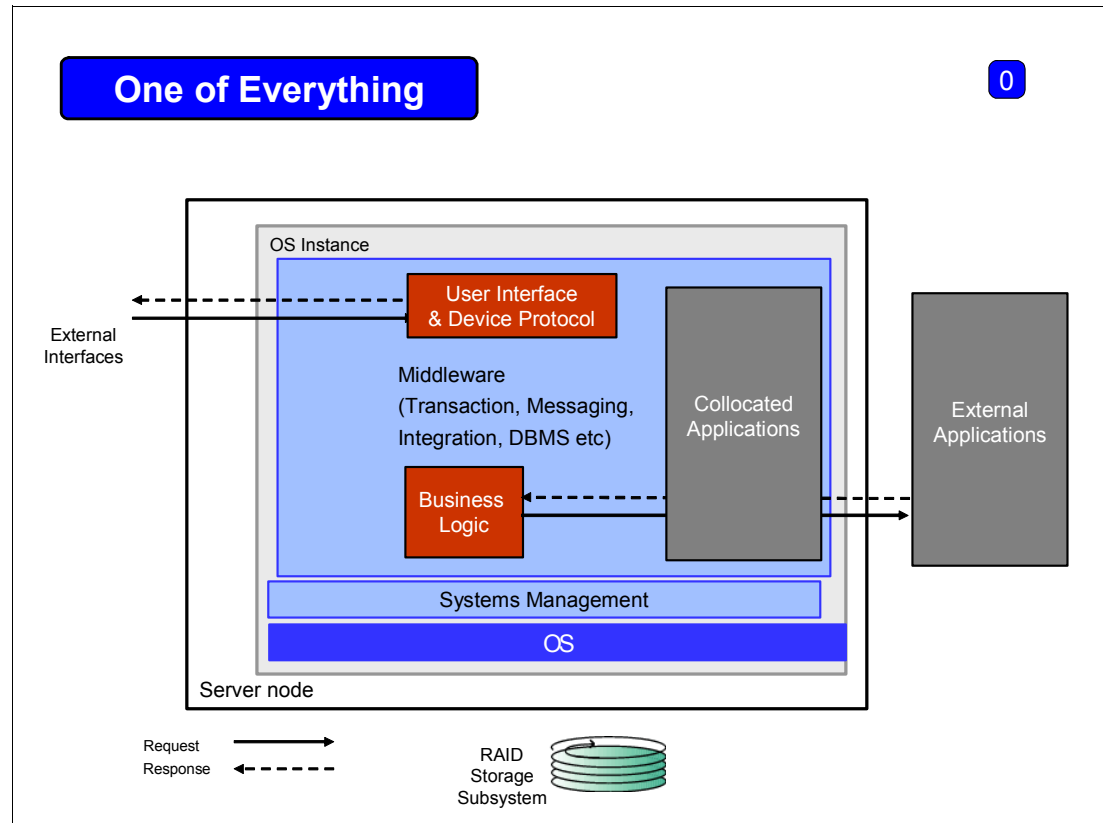 One of Everything
0
OS Instance
User Interface
& Device Protocol
External
Interfaces
Middleware
(Transaction, Messaging,
Integration, DBMS etc)
Collocated
Applications
External
Applications
Business
Logic
Systems Management
OS
Server node
Request
Response
RAID
Storage
Subsystem